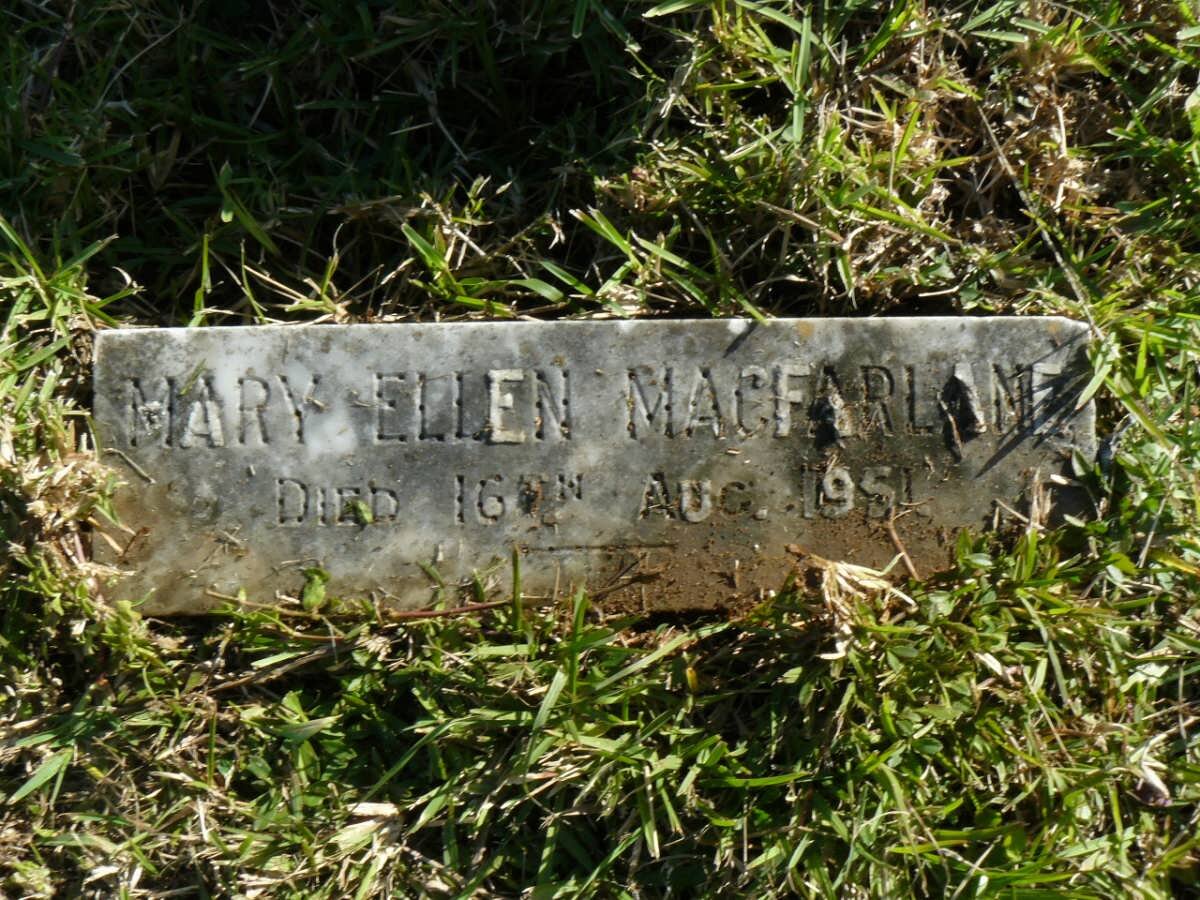 MARY ELLEN MACFARLANE
DIED 16TH AUG. 1951